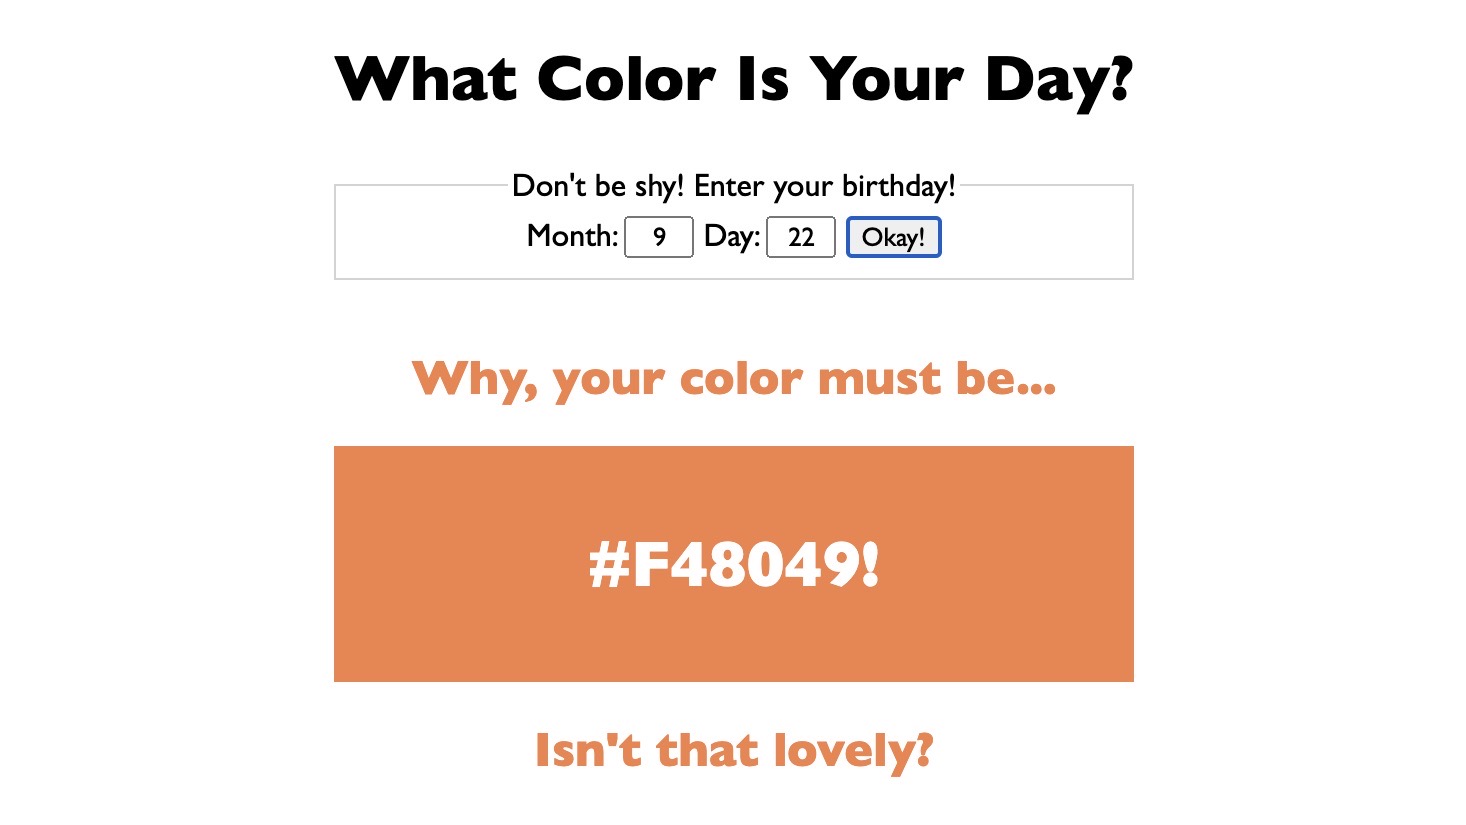 What Color Is Your Day?
Don't be shy! Enter your birthday!
Month: 9 Day: 22 Okay!
Why, your color must be...
#F48049!
Isn't that lovely?